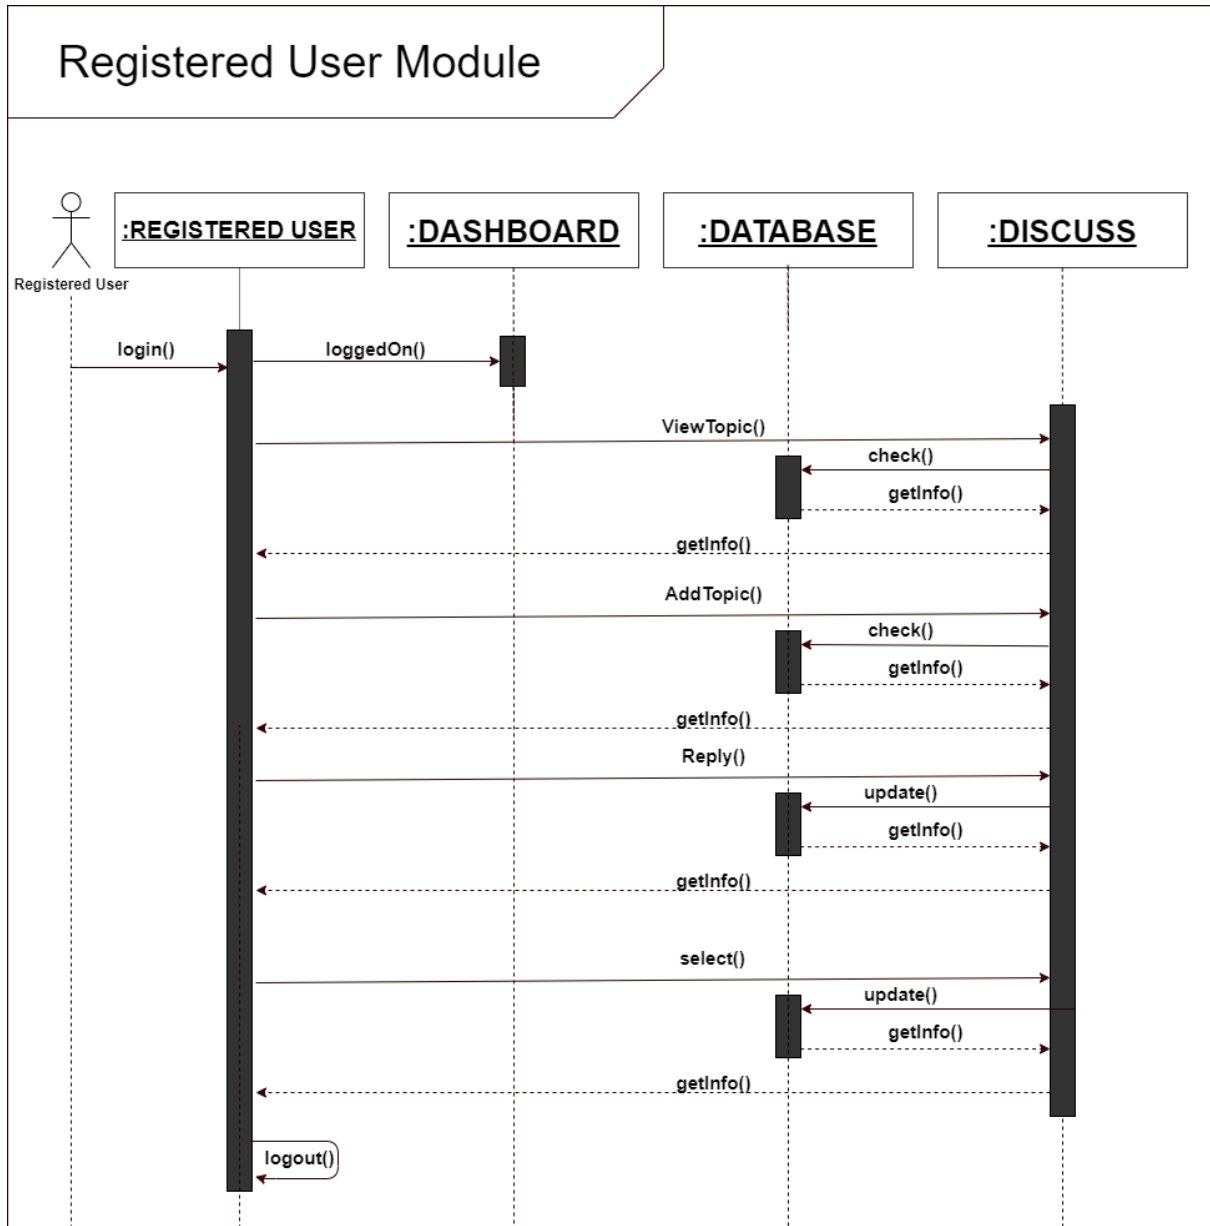 Registered User Module
:REGISTERED USER
:DASHBOARD
:DATABASE
:DISCUSS
Registered User
login()
loggedOn()
ViewTopic()
check()
getInfo()
getInfo()
AddTopic()
check()
getInfo()
getInfo()
Reply()
update()
getInfo()
getInfo()
select()
update()
getInfo()
getInfo()
logout()